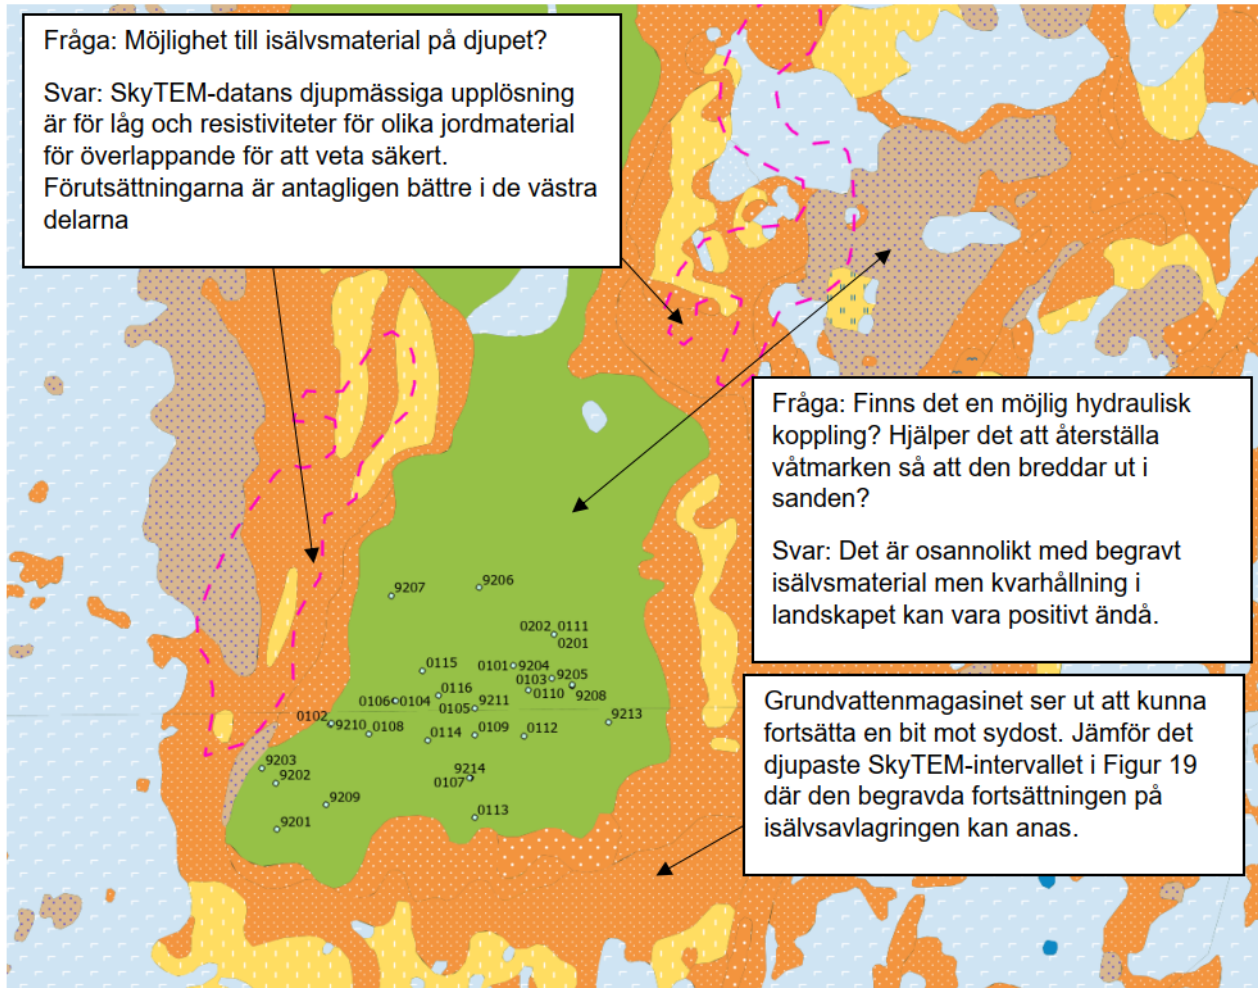 Fråga: Möjlighet till isälvsmaterial på djupet?
Svar: SkyTEM-datans djupmässiga upplösning
är för låg och resistiviteter för olika jordmaterial
för överlappande för att veta säkert.
Förutsättningarna är antagligen bättre i de västra
delarna
Fråga: Finns det en möjlig hydraulisk
koppling? Hjälper det att återställa
våtmarken så att den breddar ut i
sanden?
Svar: Det är osannolikt med begravt
isälvsmaterial men kvarhållning i
landskapet kan vara positivt ändå.
Grundvattenmagasinet ser ut att kunna
fortsätta en bit mot sydost. Jämför det
djupaste SkyTEM-intervallet i Figur 19
där den begravda fortsättningen på
isälvsavlagringen kan anas.
9207
9206
0202 0111
0201
0115
0101 9204
0103 9205
0116
0110 9208
0106 0104
0105 9211
0102 9210 0108
9213
0114
0109
0112
9203
9202
9214
0107
9209
0113
9201